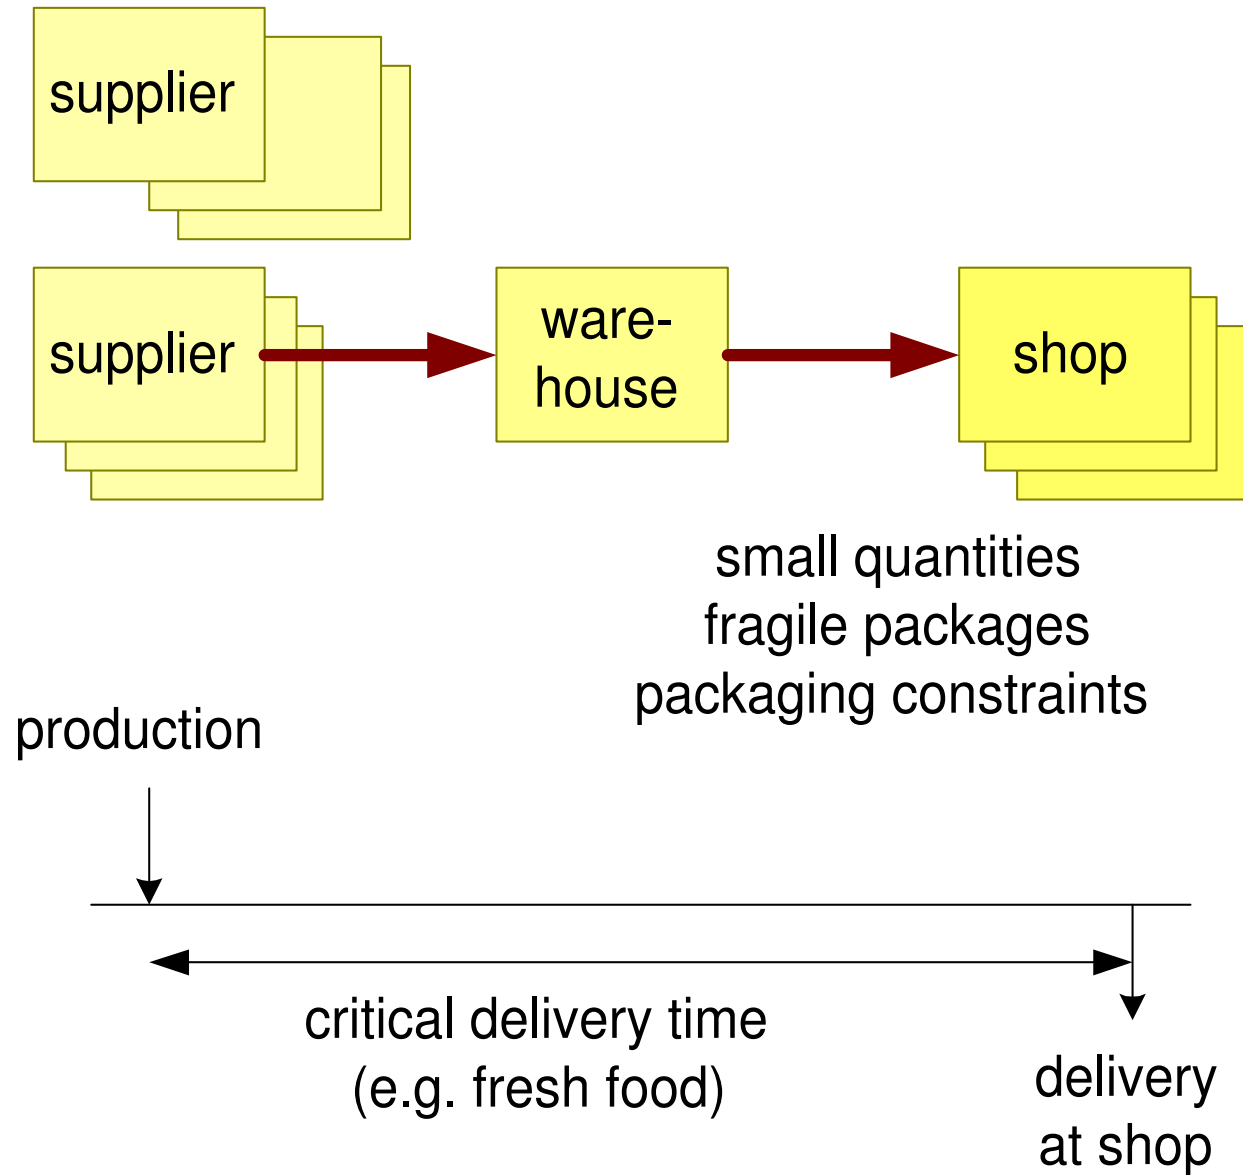 supplier
supplier
ware-
house
shop
small quantities
fragile packages
packaging constraints
production
critical delivery time
(e.g. fresh food)
delivery
at shop